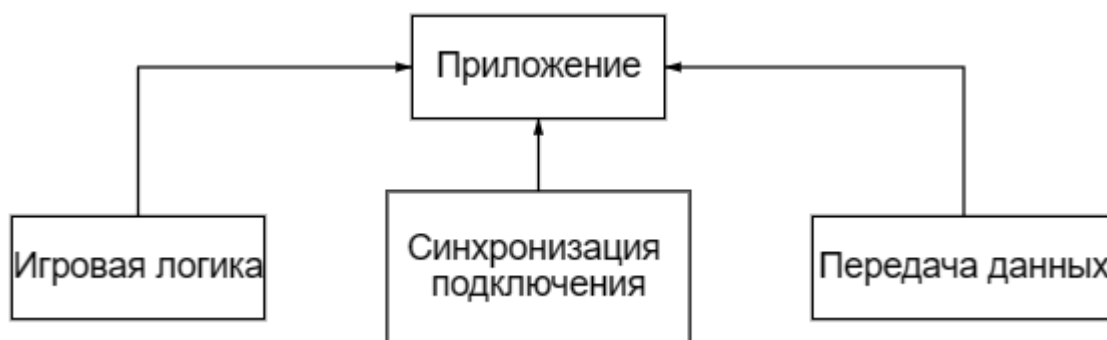 Приложение
Игровая логика
Синхронизация
подключения
Передача данных